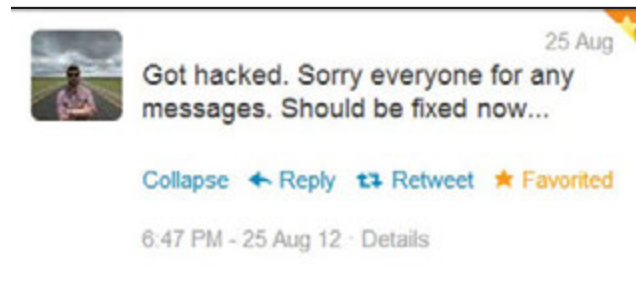 25 Aug
Got hacked. Sorry everyone for any
messages. Should be fixed now...
Collapse Reply Retweet Favorited
6:47 PM - 25 Aug 12 · Details